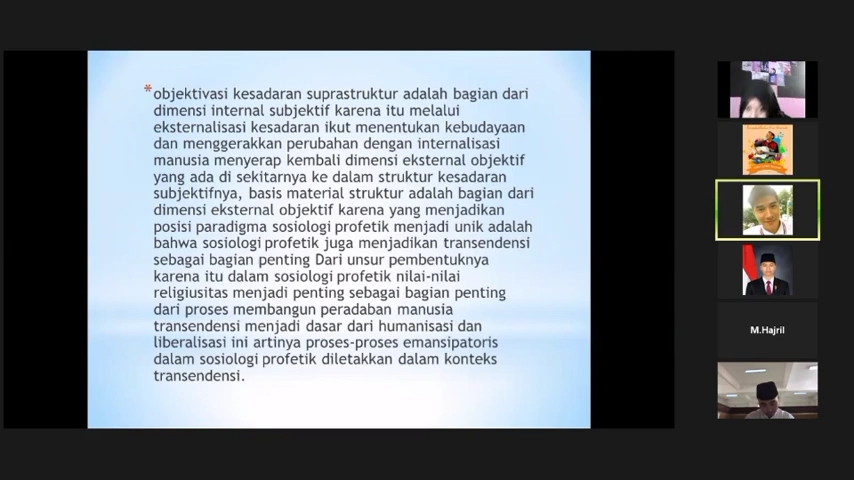 * objektivasi kesadaran suprastruktur adalah bagian dari
dimensi internal subjektif karena itu melalui
eksternalisasi kesadaran ikut menentukan kebudayaan
dan menggerakkan perubahan dengan internalisasi
manusia menyerap kembali dimensi eksternal objektif
yang ada di sekitarnya ke dalam struktur kesadaran
subjektifnya, basis material struktur adalah bagian dari
dimensi eksternal objektif karena yang menjadikan
posisi paradigma sosiologi profetik menjadi unik adalah
bahwa sosiologi profetik juga menjadikan transendensi
sebagai bagian penting Dari unsur pembentuknya
karena itu dalam sosiologi profetik nilai-nilai
religiusitas menjadi penting sebagai bagian penting
dari proses membangun peradaban manusia
transendensi menjadi dasar dari humanisasi dan
liberalisasi ini artinya proses-proses emansipatoris
dalam sosiologi profetik diletakkan dalam konteks
transendensi.
M.Hajril